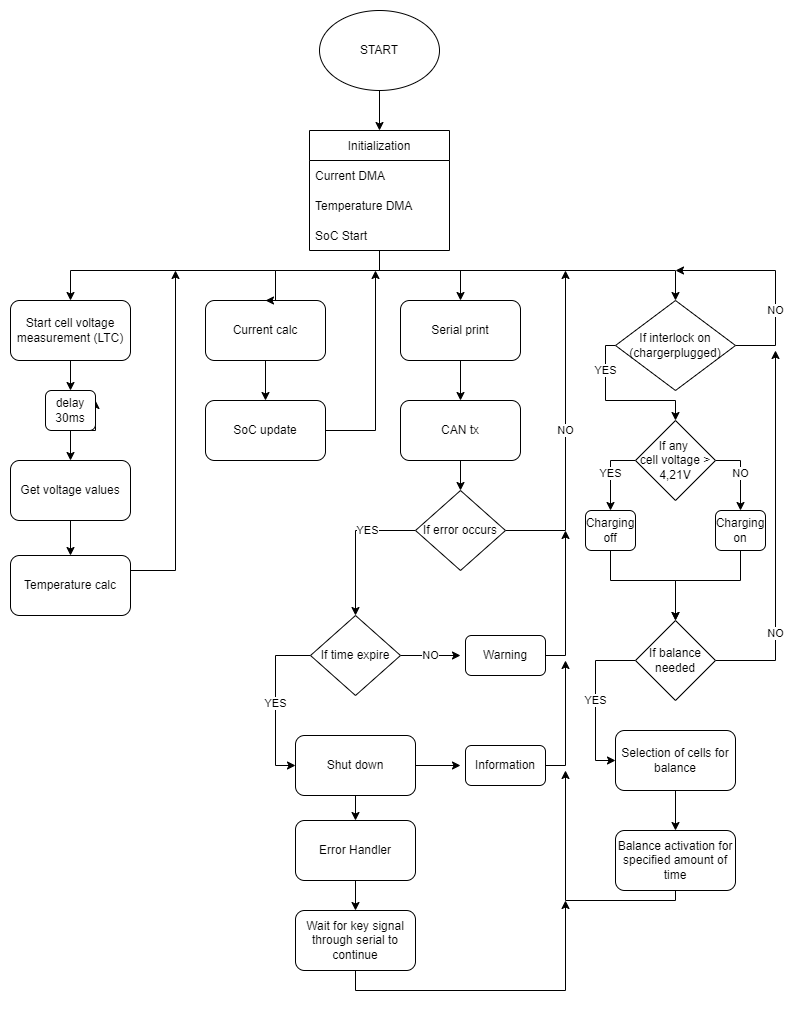 START
Initialization
Current DMA
Temperature DMA
SoC Start
Start cell voltage
measurement (LTC)
delay
30ms
Get voltage values
Temperature calc
Current calc
SoC update
Serial print
CAN tx
If error occurs
YES
NO
If time expire
NO
Warning
YES
Shut down
Information
Error Handler
Wait for key signal
through serial to
continue
If interlock on
(chargerplugged)
NO
YES
If any
cell voltage >
4,21V
YES
NO
Charging
off
Charging
on
If balance
needed
NO
YES
Selection of cells for
balance
Balance activation for
specified amount of
time